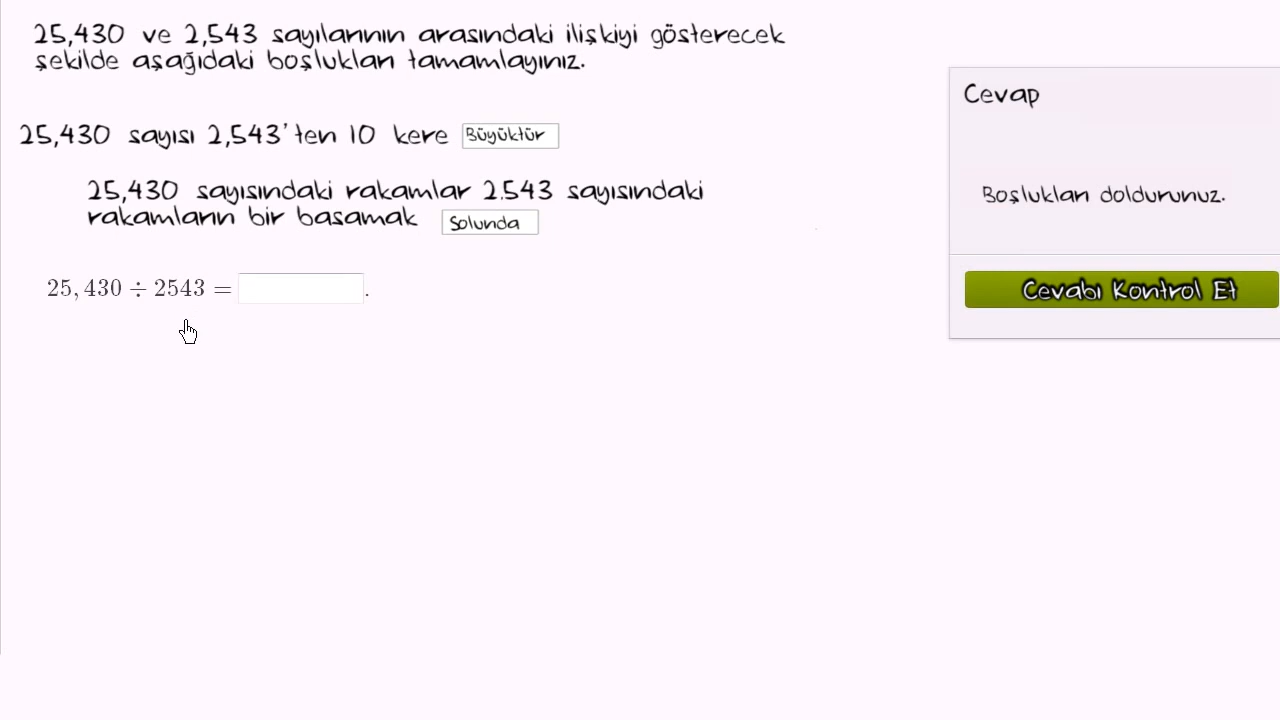 25,430 ve 2,543 sayılarının arasındaki ilişkiyi gösterecek
şekilde aşağıdaki boşlukları tamamlayınız.
Cevap
25,430 sayısı 2,543'ten 10 kere Büyüktür
25,430 sayısındaki rakamlar 2.543 sayısındaki
rakamların bir basamak Solunda
Boşlukları doldurunuz.
25, 430 ÷ 2543 = .
Cevabı Kontrol Et